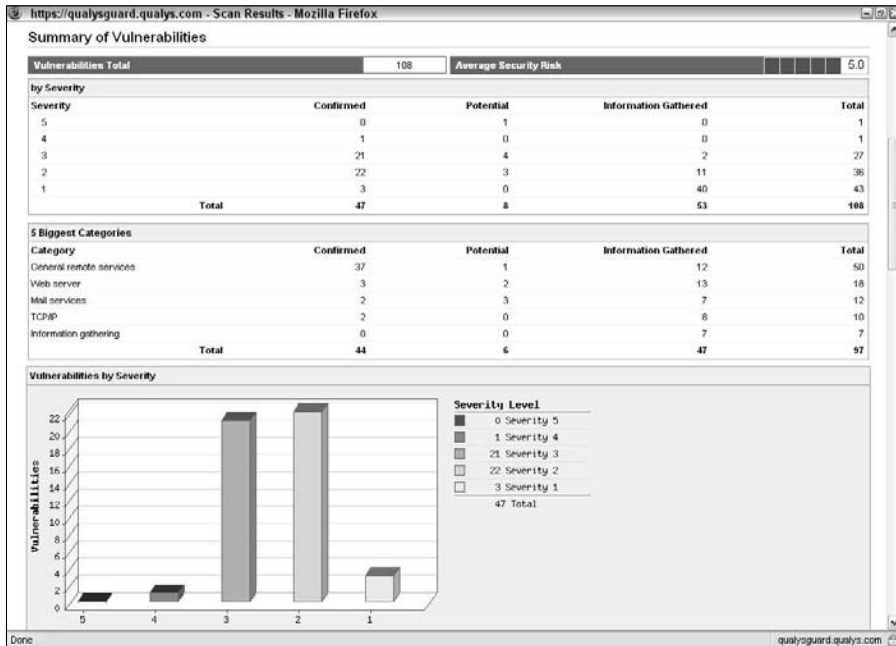 https://qualysguard.qualys.com - Scan Results - Mozilla Firefox
Summary of Vulnerabilities
Vulnerabilities Total 108 Average Security Risk 5.0
by Severity
Severity Confirmed Potential Information Gathered Total
5 0 1 0 1
4 1 0 0 1
3 21 4 2 27
2 22 3 11 36
1 3 0 40 43
Total 47 8 53 108
5 Biggest Categories
Category Confirmed Potential Information Gathered Total
General remote services 37 1 12 50
Web server 3 2 13 18
Mail services 2 3 7 12
TCP/IP 2 0 8 10
Information gathering 0 0 7 7
Total 44 6 47 97
Vulnerabilities by Severity
Vulnerabilities
22
20
18
16
14
12
10
8
6
4
2
0
5 4 3 2 1
Severity Level
0 Severity 5
1 Severity 4
21 Severity 3
22 Severity 2
3 Severity 1
47 Total
Done qualysguard.qualys.com